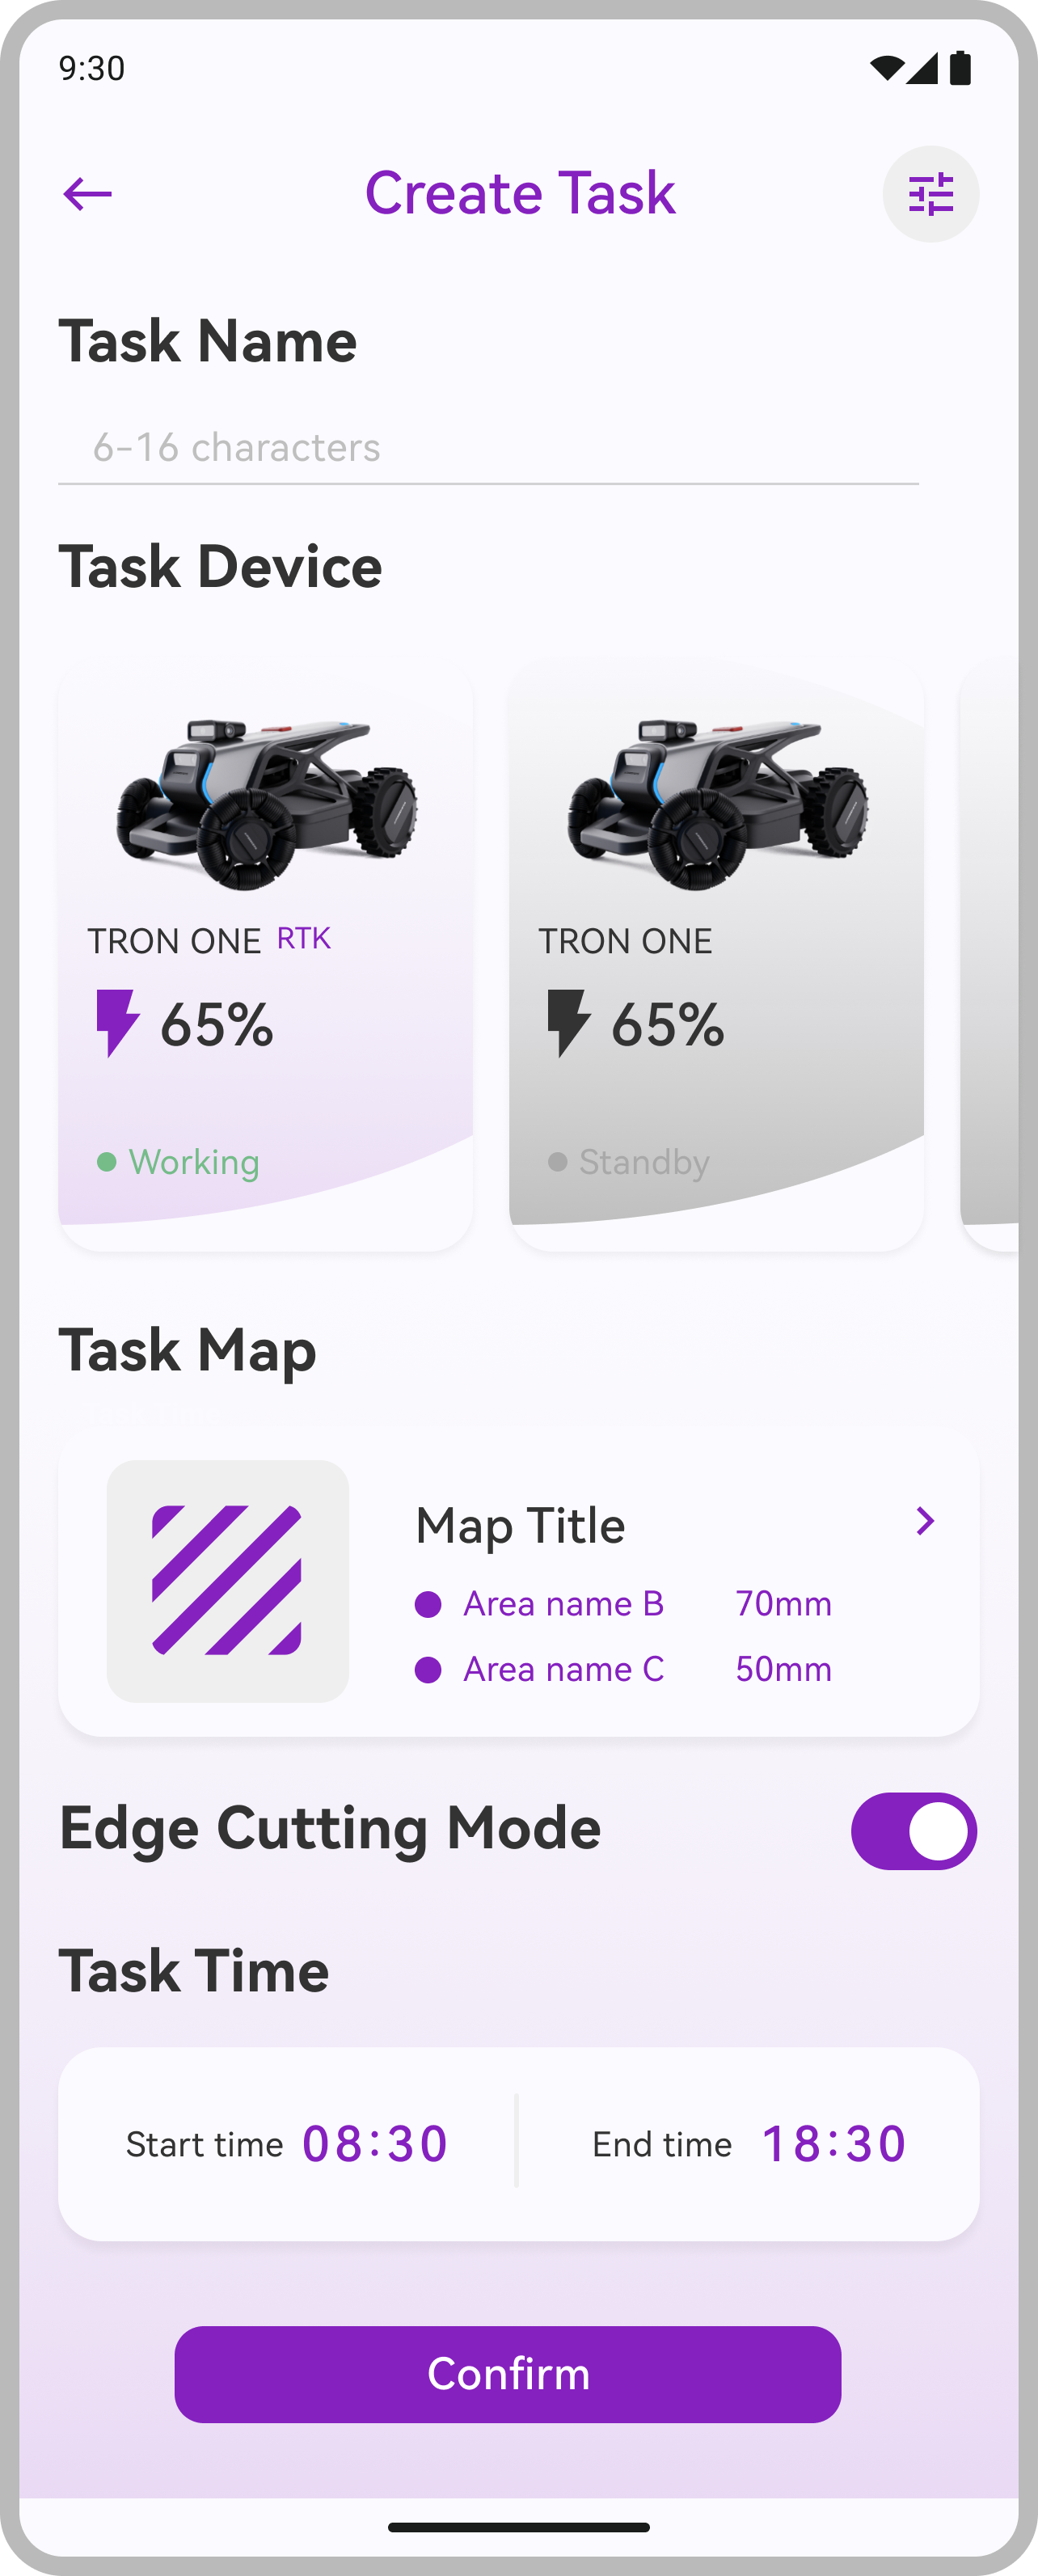 9:30
Create Task
Task Name
6-16 characters
Task Device
TRON ONE RTK
65%
Working
TRON ONE
65%
Standby
Task Map
Map Title
Area name B 70mm
Area name C 50mm
Edge Cutting Mode
Task Time
Start time 08:30
End time 18:30
Confirm